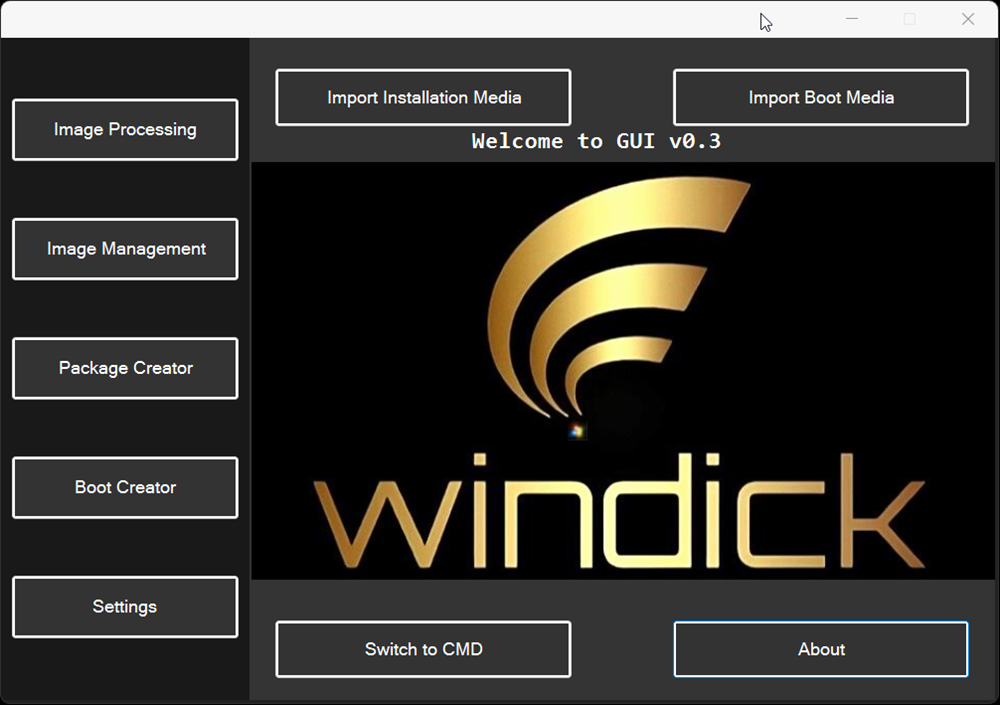 Import Installation Media
Import Boot Media
Welcome to GUI v0.3
Image Processing
Image Management
Package Creator
Boot Creator
Settings
windick
Switch to CMD
About